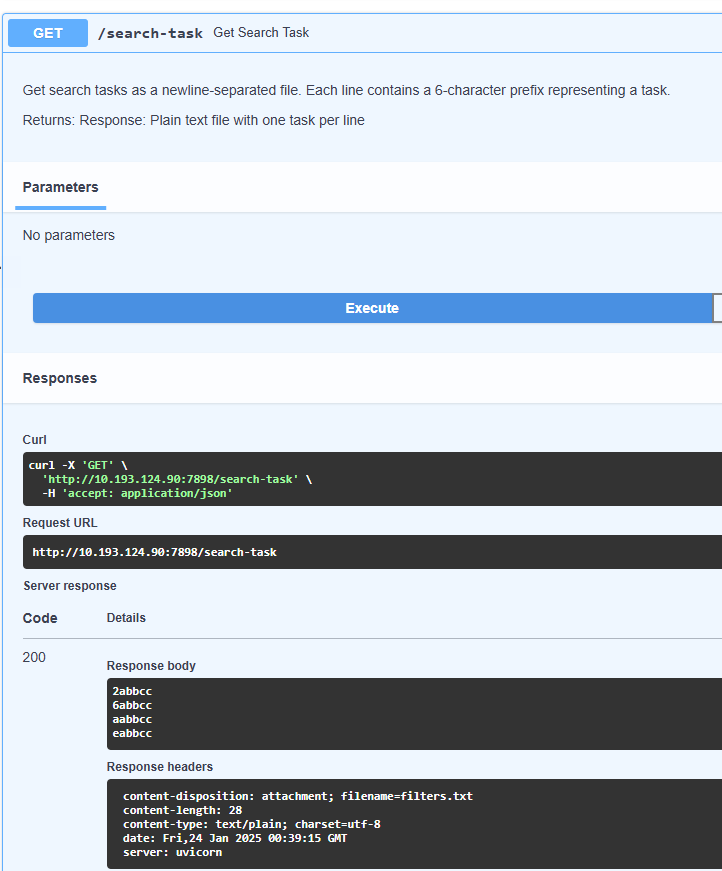 GET /search-task Get Search Task
Get search tasks as a newline-separated file. Each line contains a 6-character prefix representing a task.
Returns: Response: Plain text file with one task per line
Parameters
No parameters
Execute
Responses
Curl
curl -X 'GET' \
'http://10.193.124.90:7898/search-task' \
-H 'accept: application/json'
Request URL
http://10.193.124.90:7898/search-task
Server response
Code Details
200
Response body
2abbcc
6abbcc
aabbcc
eabbcc
Response headers
content-disposition: attachment; filename=filters.txt
content-length: 28
content-type: text/plain; charset=utf-8
date: Fri,24 Jan 2025 00:39:15 GMT
server: uvicorn